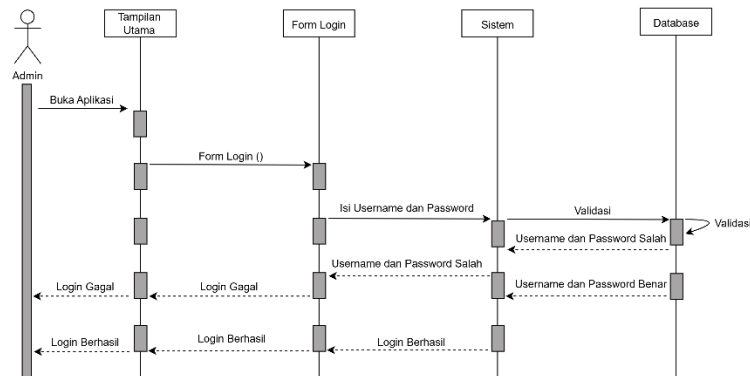 Tampilan
Utama
Form Login
Sistem
Database
Admin
Buka Aplikasi
Form Login ()
Isi Username dan Password
Validasi
Validasi
Username dan Password Salah
Username dan Password Salah
Username dan Password Benar
Login Gagal
Login Gagal
Login Berhasil
Login Berhasil
Login Berhasil